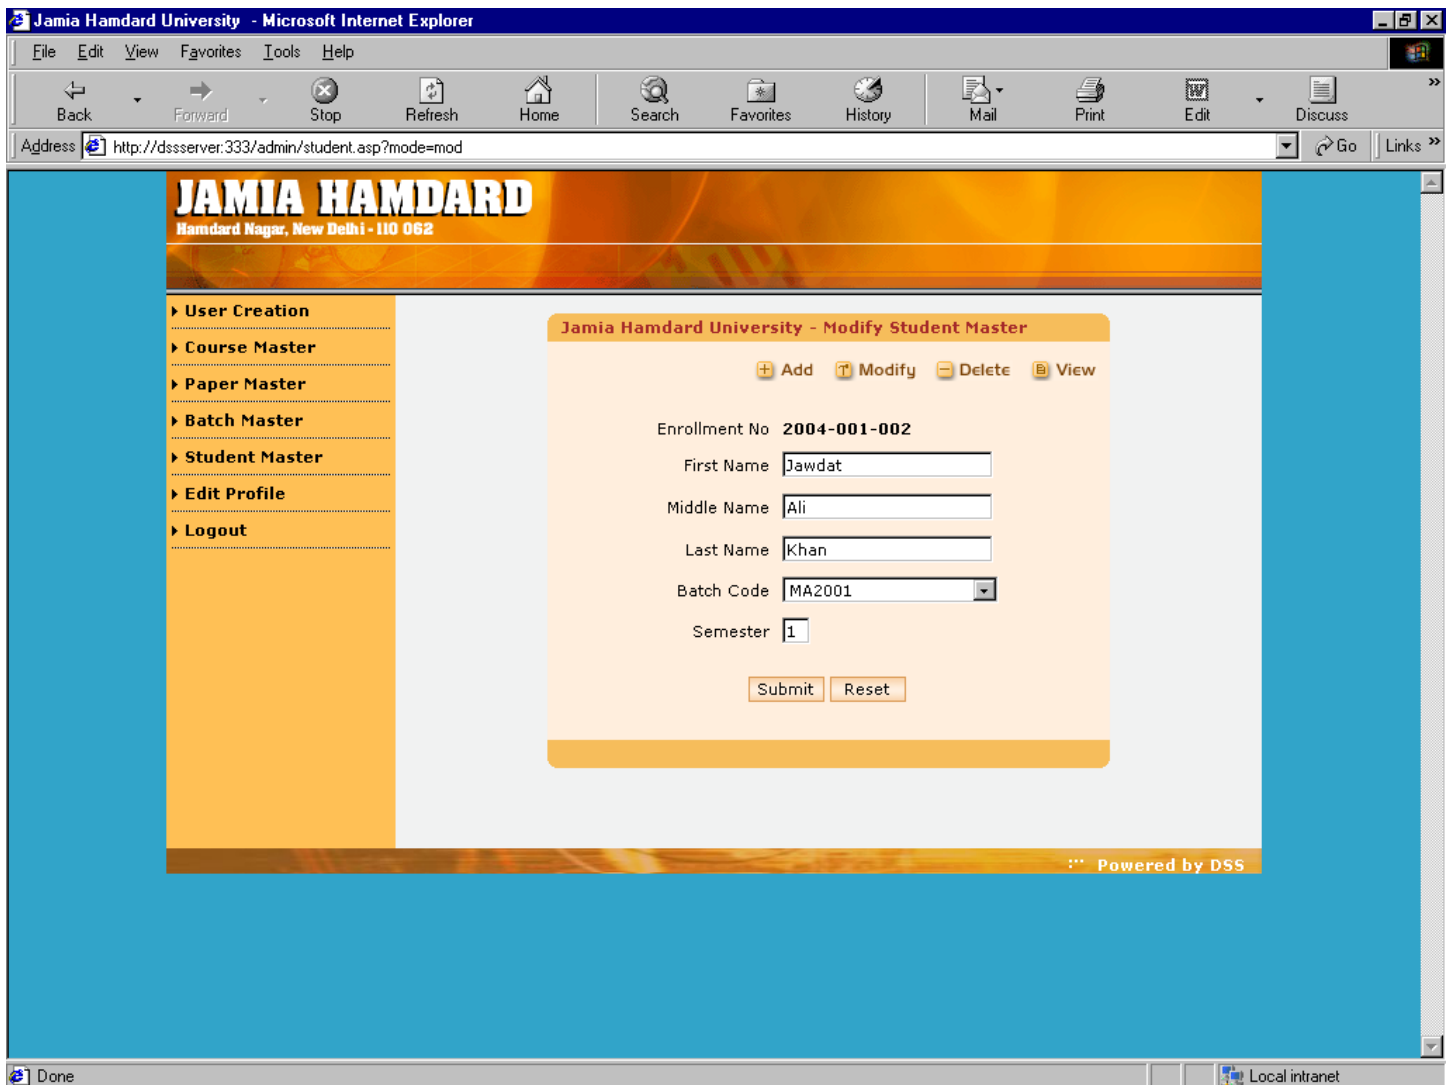 Jamia Hamdard University - Microsoft Internet Explorer
File Edit View Favorites Tools Help
Back Forward Stop Refresh Home Search Favorites History Mail Print Edit Discuss »
Address http://dssserver:333/admin/student.asp?mode=mod Go Links »
JAMIA HAMDARD
Hamdard Nagar, New Delhi - 110 062
User Creation
Course Master
Paper Master
Batch Master
Student Master
Edit Profile
Logout
Jamia Hamdard University - Modify Student Master
Add Modify Delete View
Enrollment No 2004-001-002
First Name Jawdat
Middle Name Ali
Last Name Khan
Batch Code MA2001
Semester 1
Submit Reset
Powered by DSS
Done Local intranet